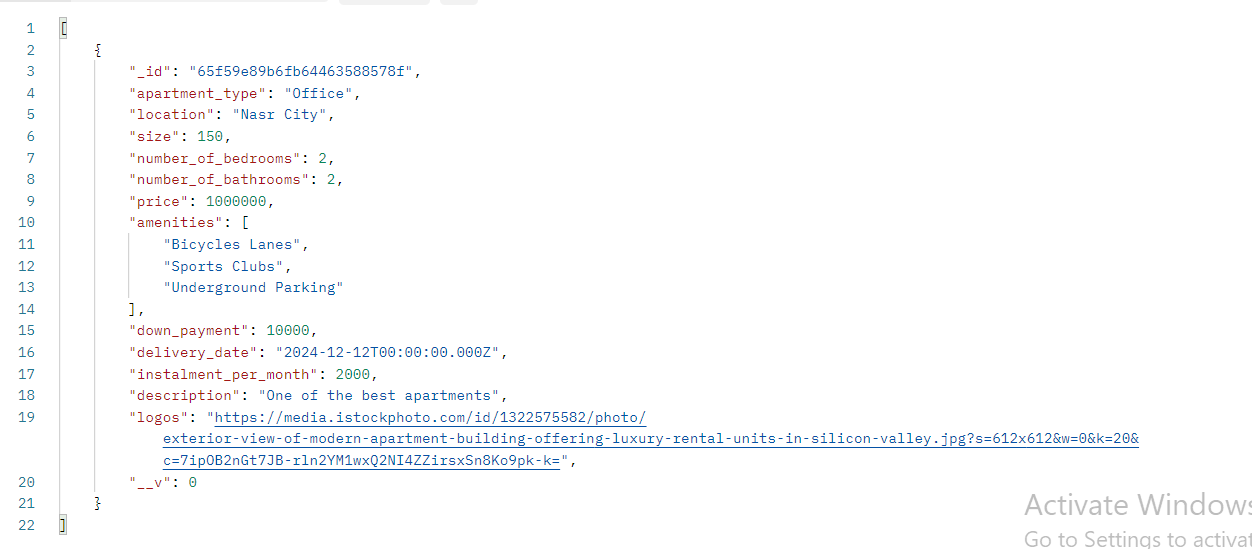 1 [
2 {
3 "_id": "65f59e89b6fb64463588578f",
4 "apartment_type": "Office",
5 "location": "Nasr City",
6 "size": 150,
7 "number_of_bedrooms": 2,
8 "number_of_bathrooms": 2,
9 "price": 1000000,
10 "amenities": [
11 "Bicycles Lanes",
12 "Sports Clubs",
13 "Underground Parking"
14 ],
15 "down_payment": 10000,
16 "delivery_date": "2024-12-12T00:00:00.000Z",
17 "instalment_per_month": 2000,
18 "description": "One of the best apartments",
19 "logos": "https://media.istockphoto.com/id/1322575582/photo/
exterior-view-of-modern-apartment-building-offering-luxury-rental-units-in-silicon-valley.jpg?s=612x612&w=0&k=20&
c=7ipOB2nGt7JB-rln2YM1wxQ2NI4ZZirsxSn8Ko9pk-k=",
20 "__v": 0
21 }
22 ]
Activate Windows
Go to Settings to activat